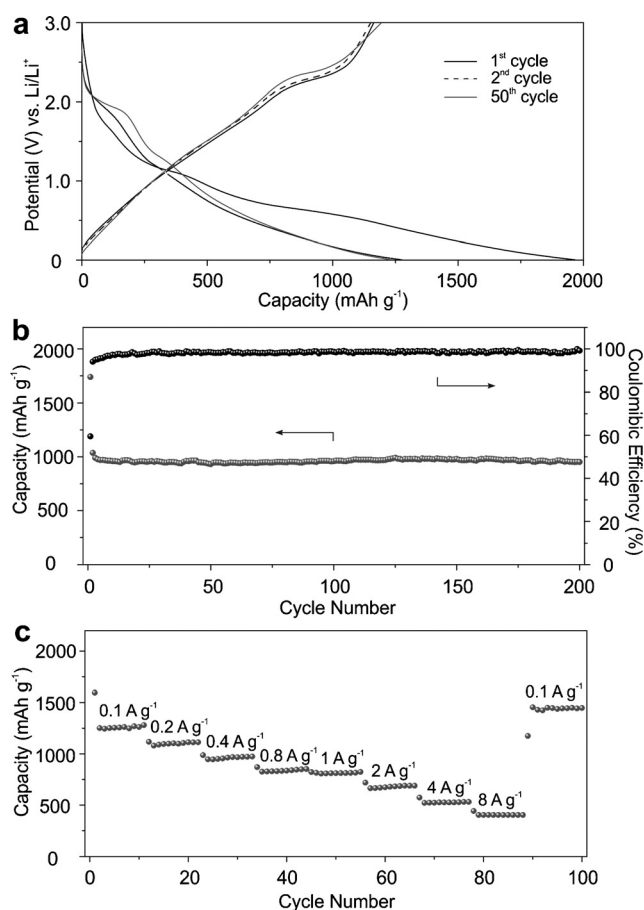 a
3.0
2.0
1.0
0
Potential (V) vs. Li/Li⁺
1ˢᵗ cycle
2ⁿᵈ cycle
50ᵗʰ cycle
0 500 1000 1500 2000
Capacity (mAh g⁻¹)
b
2000
1500
1000
500
0
Capacity (mAh g⁻¹)
100
80
60
40
20
0
Coulombic Efficiency (%)
0 50 100 150 200
Cycle Number
c
2000
1500
1000
500
0
Capacity (mAh g⁻¹)
0.1 A g⁻¹
0.2 A g⁻¹
0.4 A g⁻¹
0.8 A g⁻¹
1 A g⁻¹
2 A g⁻¹
4 A g⁻¹
8 A g⁻¹
0.1 A g⁻¹
0 20 40 60 80 100
Cycle Number